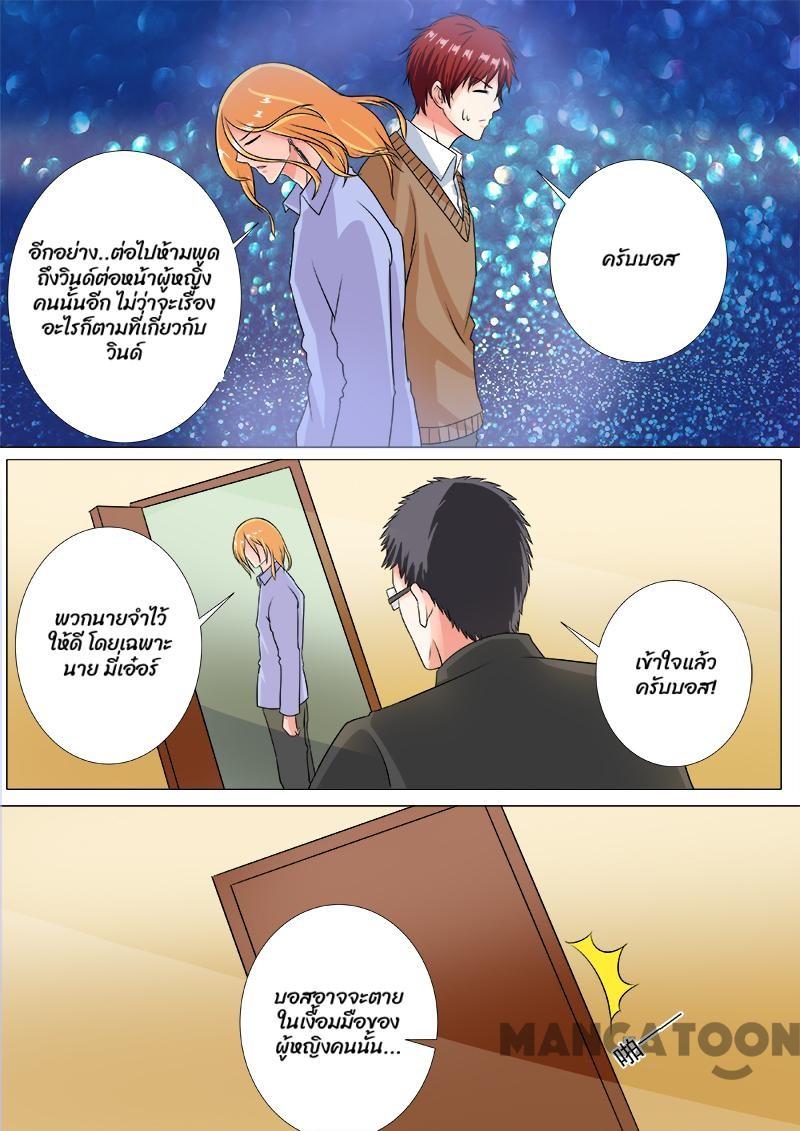 อีกอย่าง..ต่อไปห้ามพูด
ถึงวินด์ต่อหน้าผู้หญิง
คนนั้นอีก ไม่ว่าจะเรื่อง
อะไรก็ตามที่เกี่ยวกับ
วินด์
ครับบอส
พวกนายจำไว้
ให้ดี โดยเฉพาะ
นาย มี่เอ๋อร์
เข้าใจแล้ว
ครับบอส!
บอสอาจจะตาย
ในเงื้อมมือของ
ผู้หญิงคนนั้น...
啪
MANGATOON